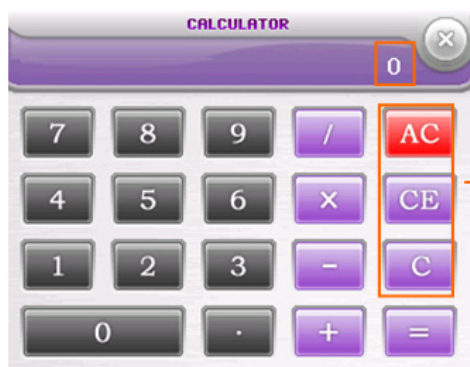 CALCULATOR
×
0
7 8 9 / AC
4 5 6 × CE
1 2 3 − C
0 . + =